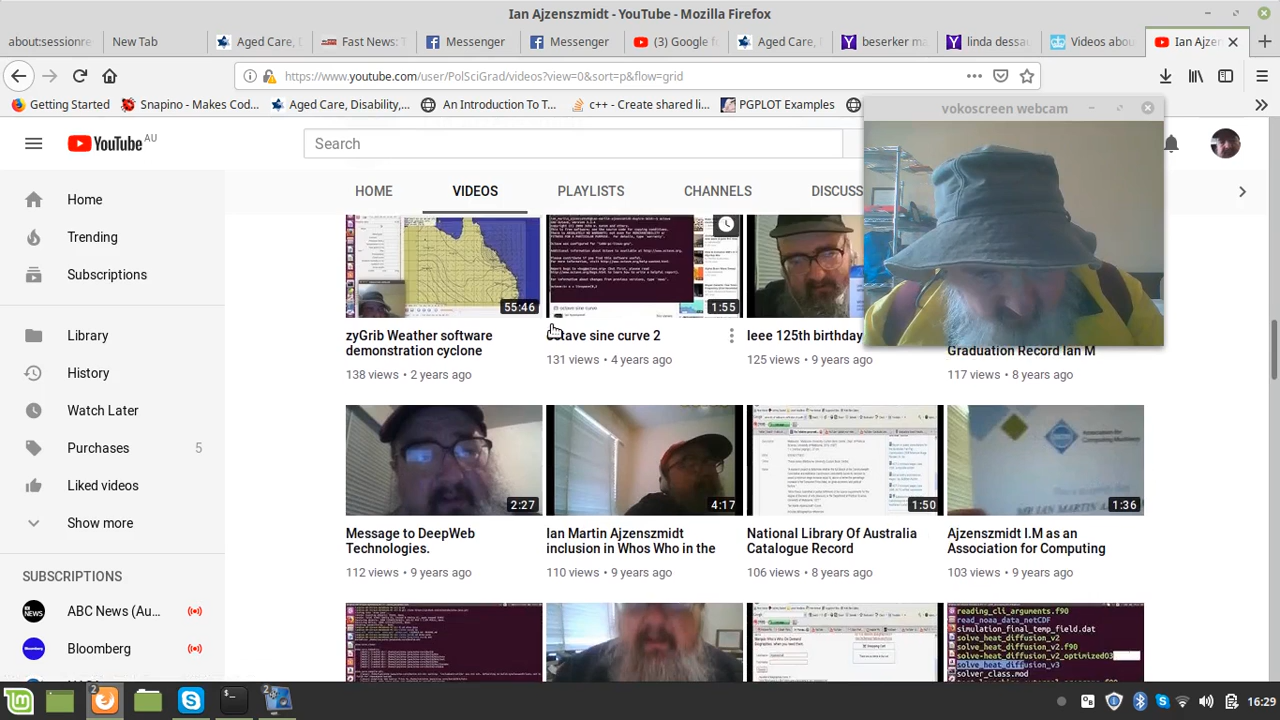 Ian Ajzenszmidt - YouTube - Mozilla Firefox
about:sessionre
New Tab
Aged Care, D
Fast News: T
Messenger
Messenger
(3) Google f
Aged Care,
beserker ma
linda dessa
Videos abou
Ian Ajzen
https://www.youtube.com/user/PolSciGrad/videos?view=0&sort=p&flow=grid
Getting Started
Snapino - Makes Cod...
Aged Care, Disability,...
An Introduction To T...
c++ - Create shared li...
PGPLOT Examples
vokoscreen webcam
YouTube AU
Search
HOME
VIDEOS
PLAYLISTS
CHANNELS
DISCUSS
Home
Trending
Subscriptions
Library
History
Watch Later
Liked videos
Show more
SUBSCRIPTIONS
ABC News (Au...
Bloomberg
55:46
zyGrib Weather software
demonstration cyclone
138 views • 2 years ago
1:55
Octave sine curve 2
131 views • 4 years ago
Ieee 125th birthday
125 views • 9 years ago
Graduation Record Ian M
117 views • 8 years ago
2:27
Message to DeepWeb
Technologies.
112 views • 9 years ago
4:17
Ian Martin Ajzenszmidt
inclusion in Whos Who in the
110 views • 9 years ago
1:50
National Library Of Australia
Catalogue Record
106 views • 8 years ago
1:36
Ajzenszmidt I.M as an
Association for Computing
103 views • 9 years ago
reading_cli_arguments.f90
read_noaa_data_netCDF
simulation_final_temp_field.dat
solve_heat_diffusion_v2
solve_heat_diffusion_v2.f90
solve_heat_diffusion_v3
solver_class.mod
16:29